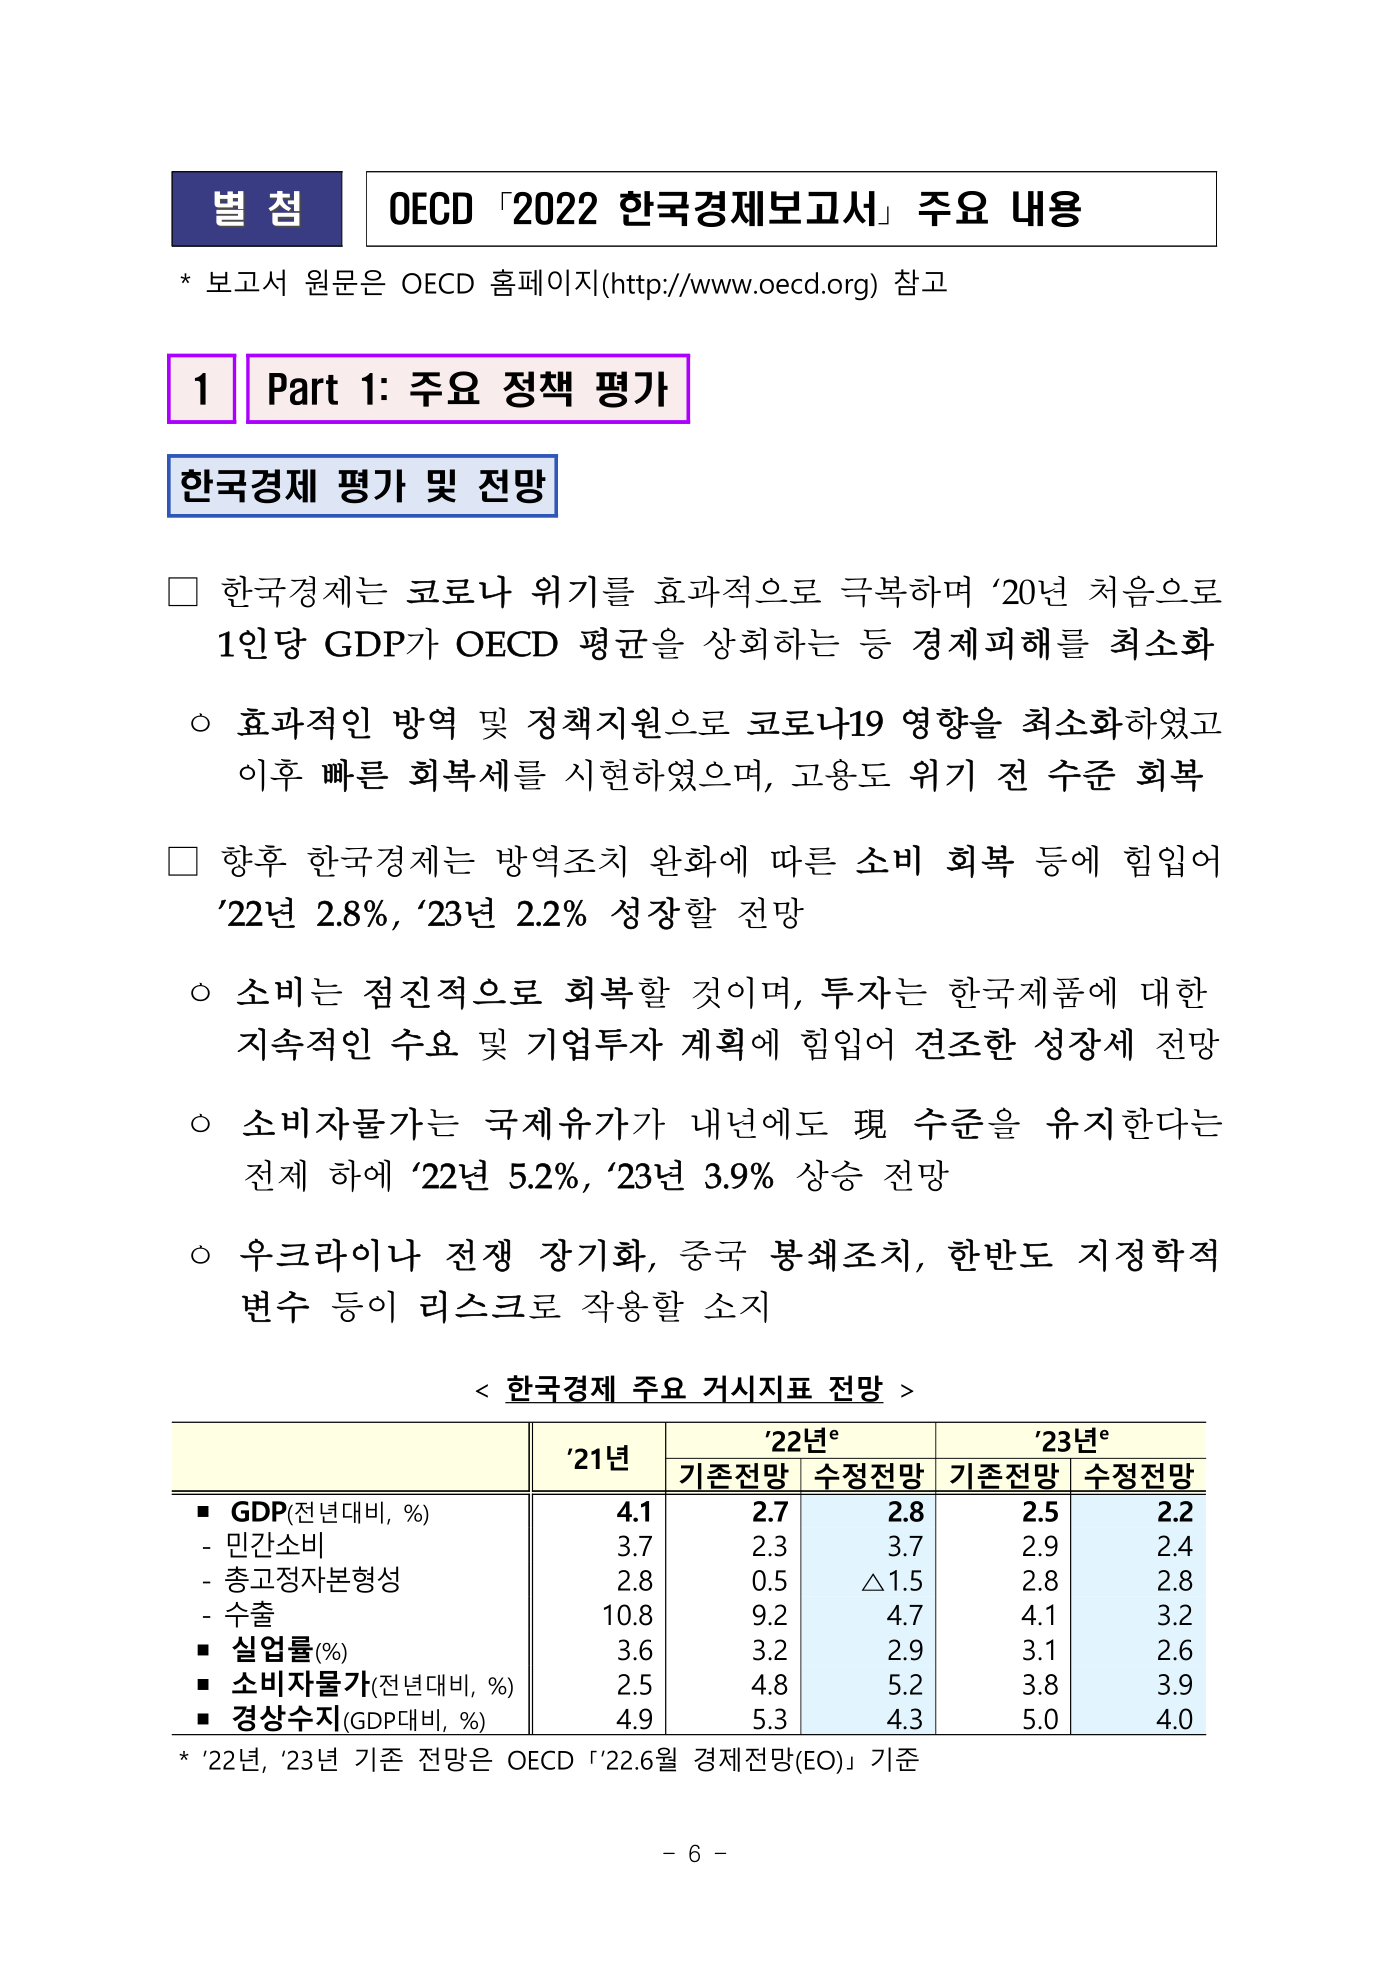 별 첨 OECD 「2022 한국경제보고서」 주요 내용
* 보고서 원문은 OECD 홈페이지(http://www.oecd.org) 참고
1 Part 1: 주요 정책 평가
한국경제 평가 및 전망
□ 한국경제는 코로나 위기를 효과적으로 극복하며 ‘20년 처음으로
1인당 GDP가 OECD 평균을 상회하는 등 경제피해를 최소화
ㅇ 효과적인 방역 및 정책지원으로 코로나19 영향을 최소화하였고
이후 빠른 회복세를 시현하였으며, 고용도 위기 전 수준 회복
□ 향후 한국경제는 방역조치 완화에 따른 소비 회복 등에 힘입어
’22년 2.8%, ‘23년 2.2% 성장할 전망
ㅇ 소비는 점진적으로 회복할 것이며, 투자는 한국제품에 대한
지속적인 수요 및 기업투자 계획에 힘입어 견조한 성장세 전망
ㅇ 소비자물가는 국제유가가 내년에도 現 수준을 유지한다는
전제 하에 ‘22년 5.2%, ‘23년 3.9% 상승 전망
ㅇ 우크라이나 전쟁 장기화, 중국 봉쇄조치, 한반도 지정학적
변수 등이 리스크로 작용할 소지
< 한국경제 주요 거시지표 전망 >
’21년 ’22년e ’23년e
기존전망 수정전망 기존전망 수정전망
▪ GDP(전년대비, %) 4.1 2.7 2.8 2.5 2.2
- 민간소비 3.7 2.3 3.7 2.9 2.4
- 총고정자본형성 2.8 0.5 △1.5 2.8 2.8
- 수출 10.8 9.2 4.7 4.1 3.2
▪ 실업률(%) 3.6 3.2 2.9 3.1 2.6
▪ 소비자물가(전년대비, %) 2.5 4.8 5.2 3.8 3.9
▪ 경상수지(GDP대비, %) 4.9 5.3 4.3 5.0 4.0
* ’22년, ‘23년 기존 전망은 OECD「’22.6월 경제전망(EO)」기준
- 6 -